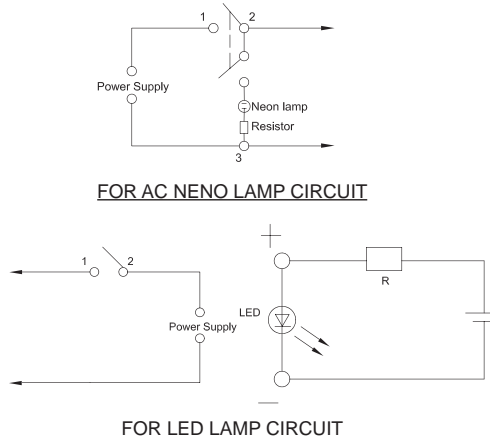 1 2
Power Supply
Neon lamp
Resistor
3
FOR AC NENO LAMP CIRCUIT
1 2
+
R
LED
Power Supply
—
FOR LED LAMP CIRCUIT